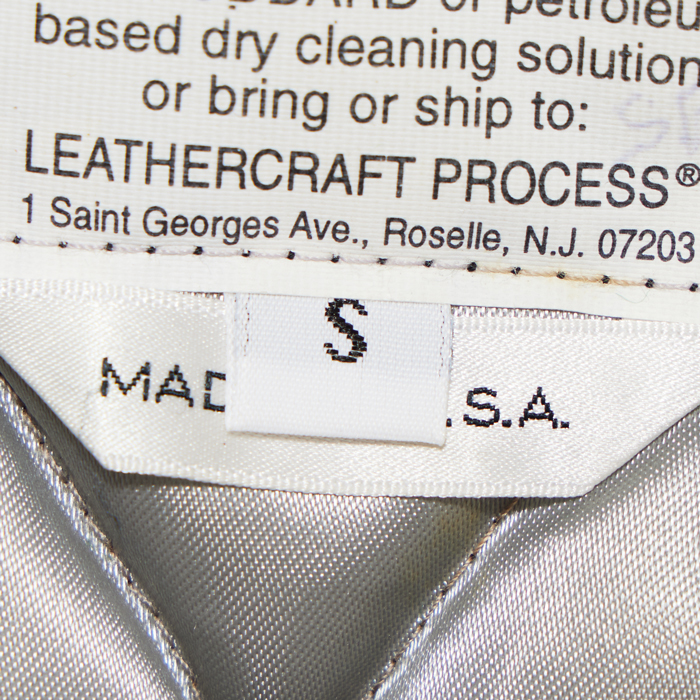 based dry cleaning solution
or bring or ship to:
LEATHERCRAFT PROCESS®
1 Saint Georges Ave., Roselle, N.J. 07203
S
MAD .S.A.